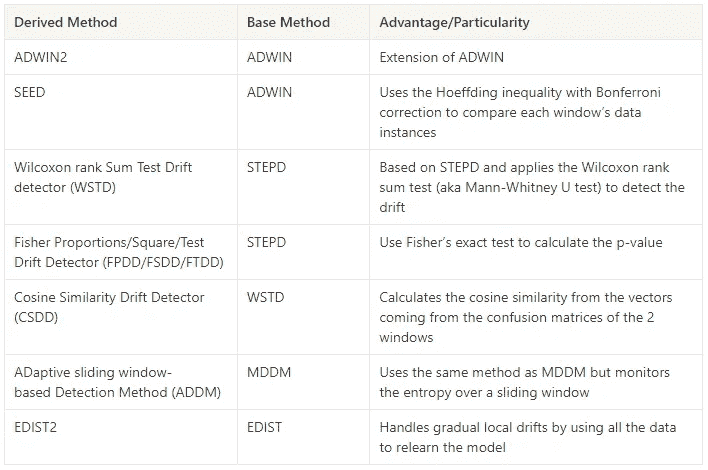 Derived Method Base Method Advantage/Particularity
ADWIN2 ADWIN Extension of ADWIN
SEED ADWIN Uses the Hoeffding inequality with Bonferroni
correction to compare each window's data
instances
Wilcoxon rank Sum Test Drift STEPD Based on STEPD and applies the Wilcoxon rank
detector (WSTD) sum test (aka Mann-Whitney U test) to detect the
drift
Fisher Proportions/Square/Test STEPD Use Fisher's exact test to calculate the p-value
Drift Detector (FPDD/FSDD/FTDD)
Cosine Similarity Drift Detector WSTD Calculates the cosine similarity from the vectors
(CSDD) coming from the confusion matrices of the 2
windows
ADaptive sliding window- MDDM Uses the same method as MDDM but monitors
based Detection Method (ADDM) the entropy over a sliding window
EDIST2 EDIST Handles gradual local drifts by using all the data
to relearn the model